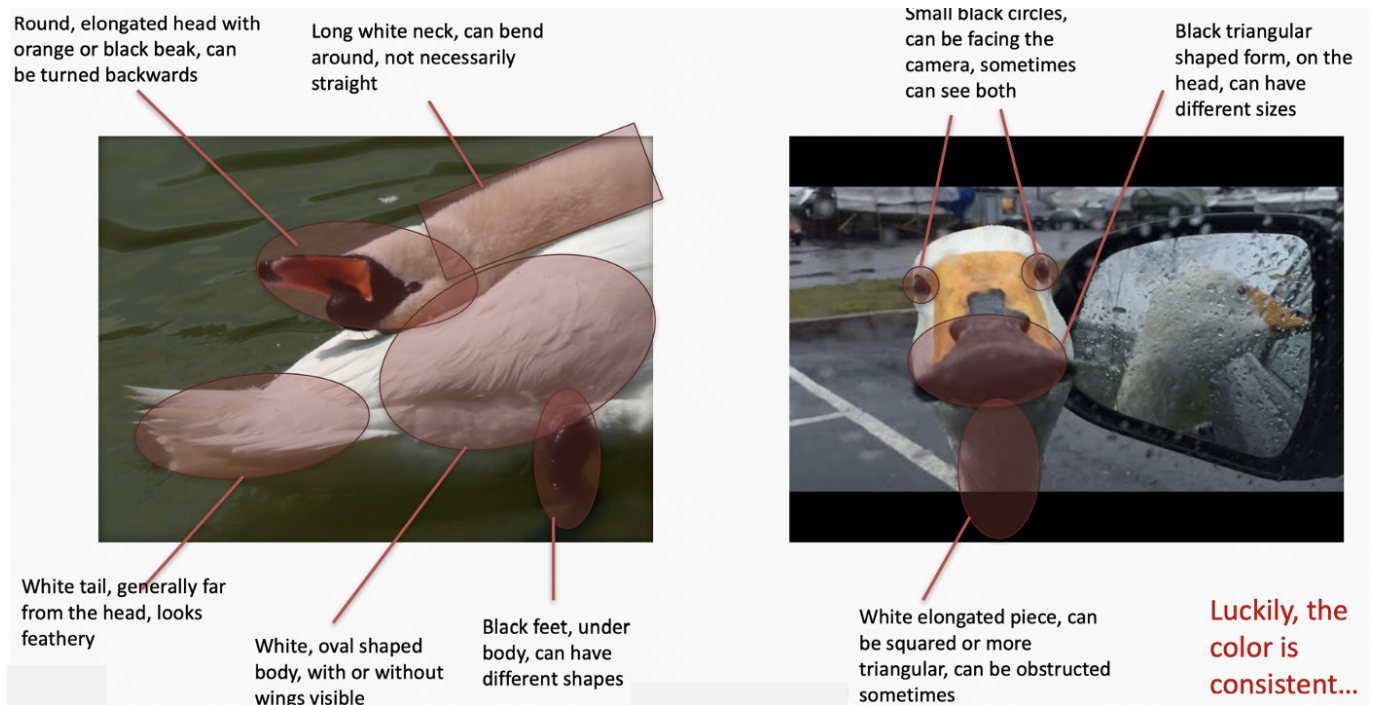 Round, elongated head with
orange or black beak, can
be turned backwards
Long white neck, can bend
around, not necessarily
straight
Small black circles,
can be facing the
camera, sometimes
can see both
Black triangular
shaped form, on the
head, can have
different sizes
White tail, generally far
from the head, looks
feathery
White, oval shaped
body, with or without
wings visible
Black feet, under
body, can have
different shapes
White elongated piece, can
be squared or more
triangular, can be obstructed
sometimes
Luckily, the
color is
consistent…